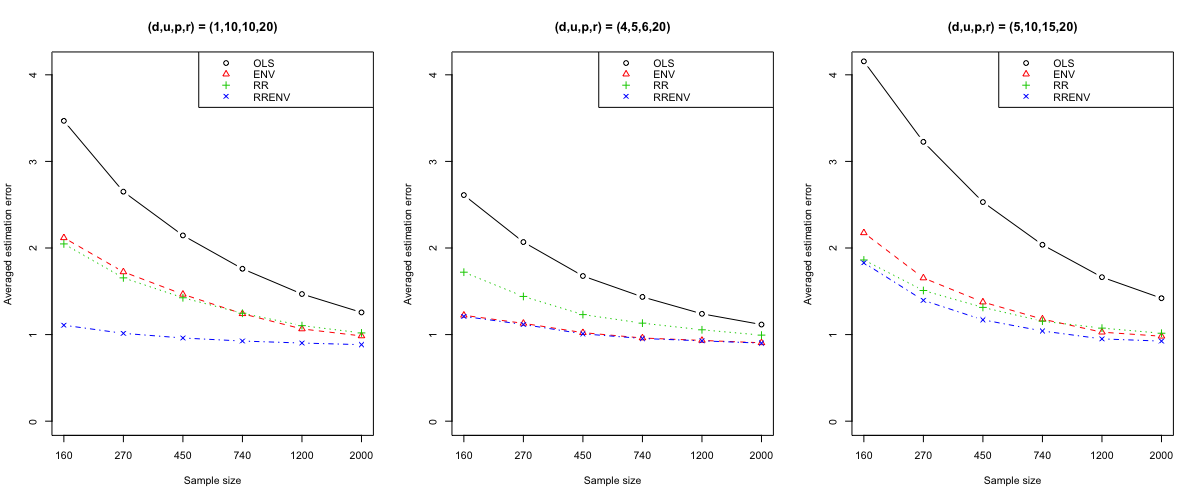 (d,u,p,r) = (1,10,10,20)
OLS
ENV
RR
RRENV
Averaged estimation error
4
3
2
1
0
160 270 450 740 1200 2000
Sample size
(d,u,p,r) = (4,5,6,20)
OLS
ENV
RR
RRENV
Averaged estimation error
4
3
2
1
0
160 270 450 740 1200 2000
Sample size
(d,u,p,r) = (5,10,15,20)
OLS
ENV
RR
RRENV
Averaged estimation error
4
3
2
1
0
160 270 450 740 1200 2000
Sample size